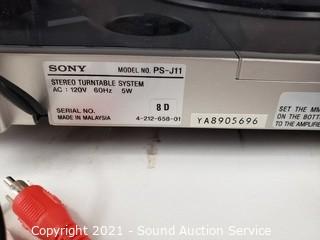 SONY MODEL NO. PS-J11
STEREO TURNTABLE SYSTEM
AC : 120V 60Hz 5W
8 D
SERIAL NO.
MADE IN MALAYSIA 4-212-658-01
YA8905696
SET THE MM
ON THE BOTT
TO THE AMPLIFIE
Copyright 2021 - Sound Auction Service